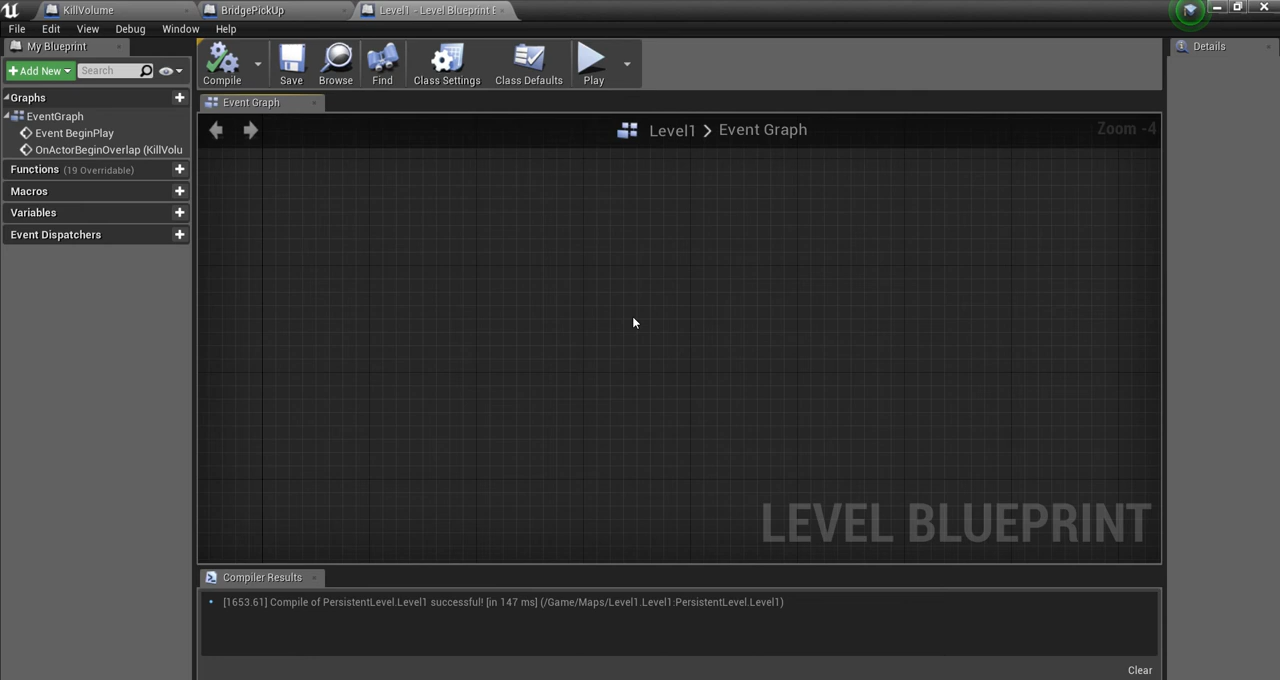 KillVolume
BridgePickUp
Level1 - Level Blueprint E
File Edit View Debug Window Help
My Blueprint
Details
Add New
Search
Compile
Save
Browse
Find
Class Settings
Class Defaults
Play
Graphs
EventGraph
Event BeginPlay
OnActorBeginOverlap (KillVolu
Functions (19 Overridable)
Macros
Variables
Event Dispatchers
Event Graph
Level1 > Event Graph
Zoom -4
LEVEL BLUEPRINT
Compiler Results
[1653.61] Compile of PersistentLevel.Level1 successful! [in 147 ms] (/Game/Maps/Level1.Level1:PersistentLevel.Level1)
Clear